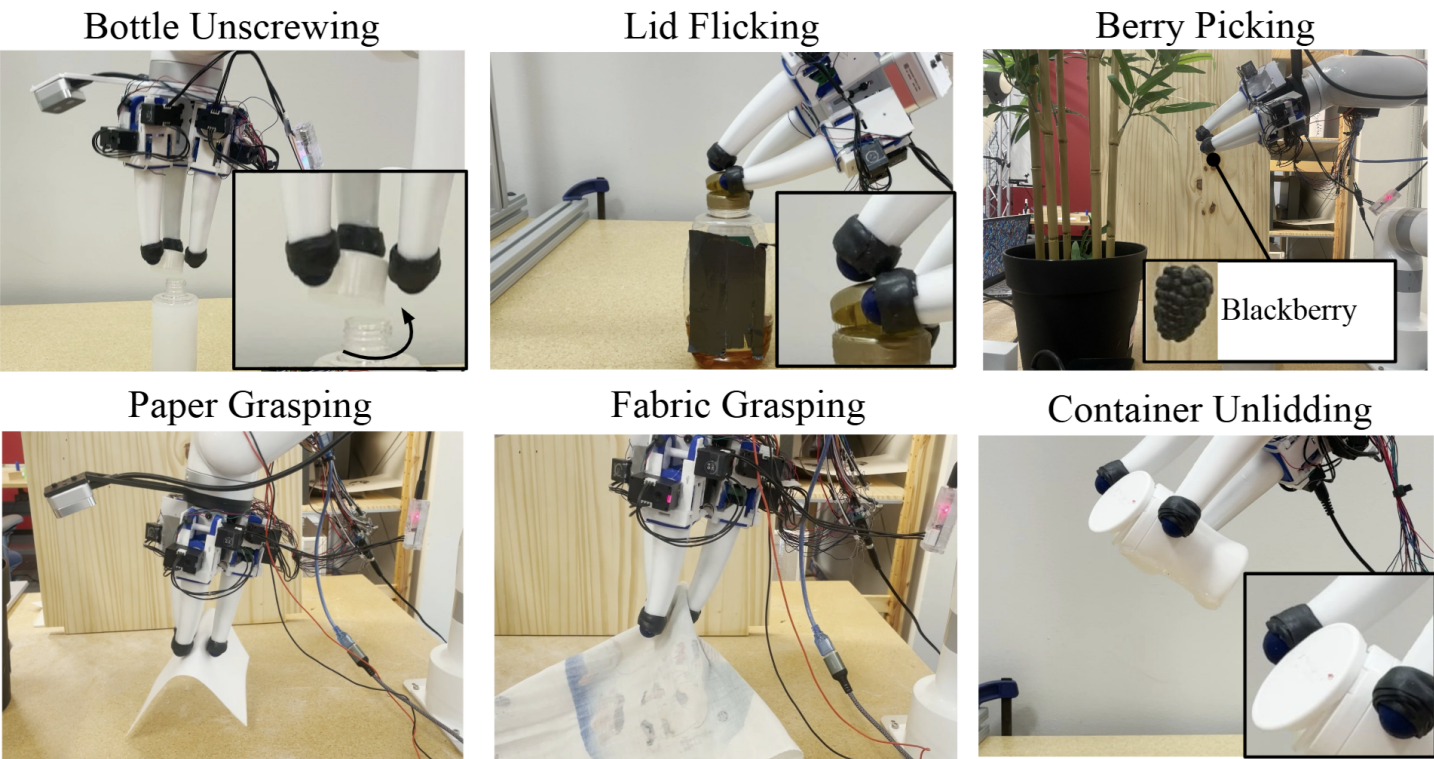 Bottle Unscrewing
Lid Flicking
Berry Picking
Blackberry
Paper Grasping
Fabric Grasping
Container Unlidding